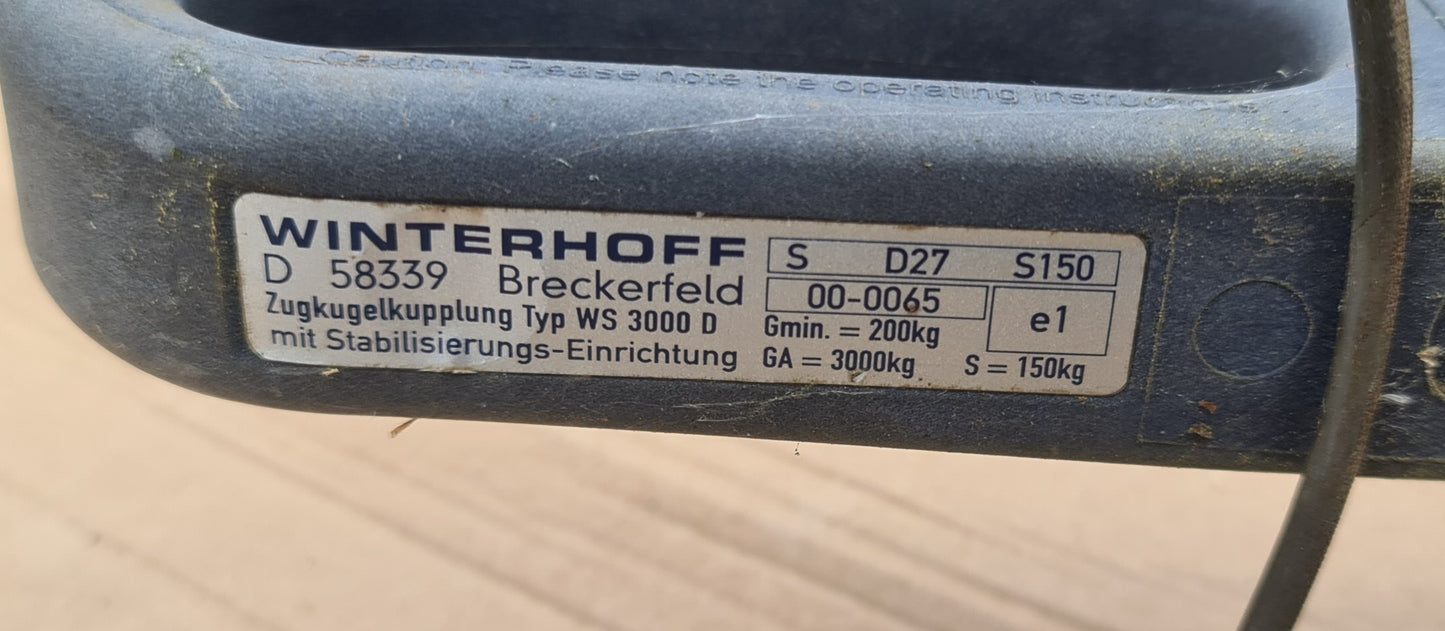 Caution: Please note the operating instructions
WINTERHOFF
D 58339 Breckerfeld
Zugkugelkupplung Typ WS 3000 D
mit Stabilisierungs-Einrichtung
S D27 S150
00-0065
e1
Gmin. = 200kg
GA = 3000kg S = 150kg